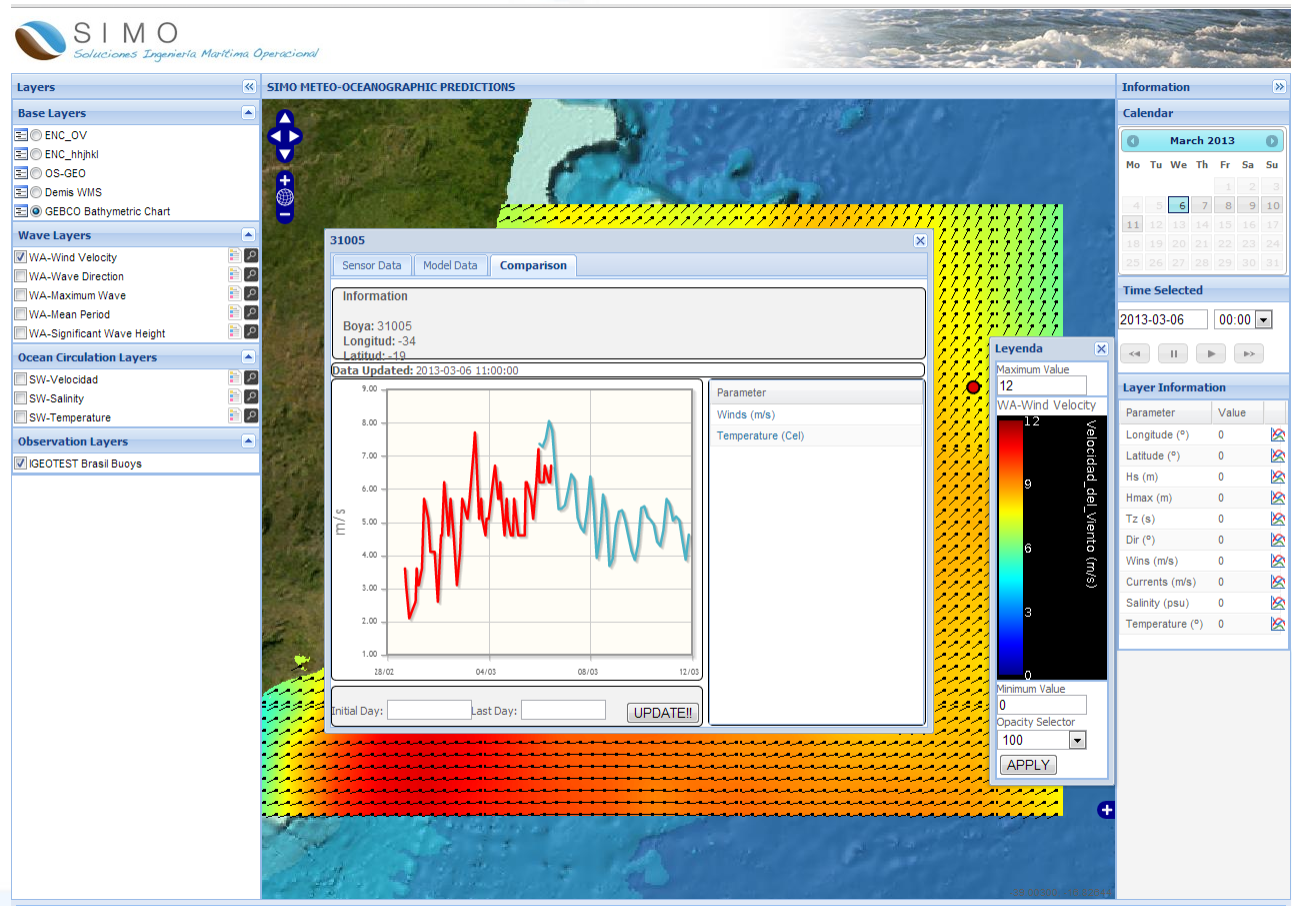 SIMO
Soluciones Ingeniería Marítima Operacional
Layers
Base Layers
ENC_OV
ENC_hhjhkl
OS-GEO
Demis WMS
GEBCO Bathymetric Chart
Wave Layers
WA-Wind Velocity
WA-Wave Direction
WA-Maximum Wave
WA-Mean Period
WA-Significant Wave Height
Ocean Circulation Layers
SW-Velocidad
SW-Salinity
SW-Temperature
Observation Layers
IGEOTEST Brasil Buoys
SIMO METEO-OCEANOGRAPHIC PREDICTIONS
31005
Sensor Data Model Data Comparison
Information
Boya: 31005
Longitud: -34
Latitud: -19
Data Updated: 2013-03-06 11:00:00
9.00
8.00
7.00
6.00
5.00
4.00
3.00
2.00
1.00
m/s
28/02 04/03 08/03 12/03
Parameter
Winds (m/s)
Temperature (Cel)
Initial Day: Last Day: UPDATE!!
Leyenda
Maximum Value
12
WA-Wind Velocity
12
9
6
3
0
Velocidad_del_Viento (m/s)
Minimum Value
0
Opacity Selector
100
APPLY
Information
Calendar
March 2013
Mo Tu We Th Fr Sa Su
1 2 3
4 5 6 7 8 9 10
11 12 13 14 15 16 17
18 19 20 21 22 23 24
25 26 27 28 29 30 31
Time Selected
2013-03-06 00:00
Layer Information
Parameter Value
Longitude (º) 0
Latitude (º) 0
Hs (m) 0
Hmax (m) 0
Tz (s) 0
Dir (º) 0
Wins (m/s) 0
Currents (m/s) 0
Salinity (psu) 0
Temperature (º) 0